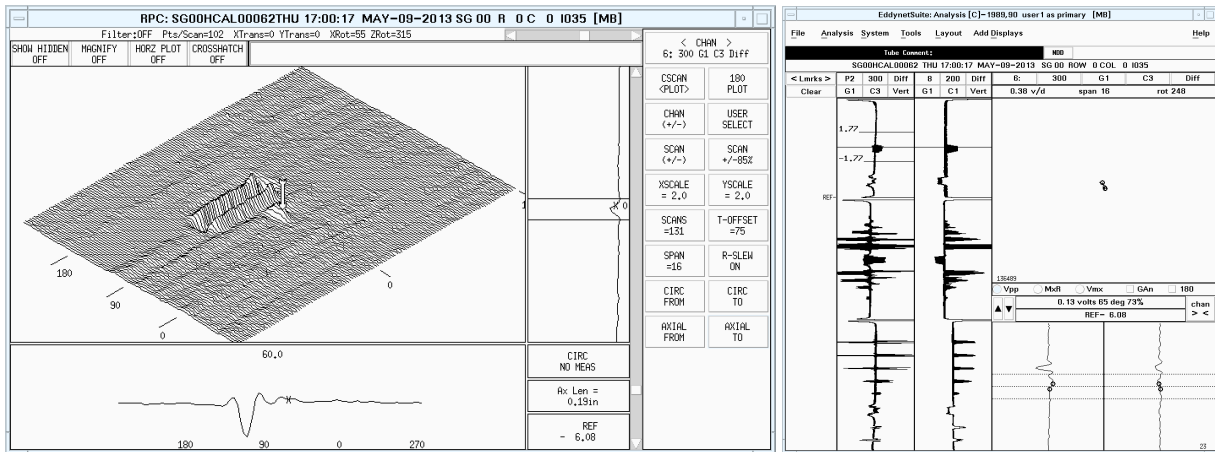 RPC: SG00HCAL00062THU 17:00:17 MAY-09-2013 SG 00 R 0 C 0 I035 [MB]
Filter:OFF Pts/Scan=102 XTrans=0 YTrans=0 XRot=55 ZRot=315
SHOW HIDDEN OFF
MAGNIFY OFF
HORZ PLOT OFF
CROSSHATCH OFF
< CHAN >
6: 300 G1 C3 Diff
CSCAN <PLOT>
180 PLOT
CHAN (+/-)
USER SELECT
SCAN (+/-)
SCAN +/-85%
XSCALE = 2.0
YSCALE = 2.0
SCANS =131
T-OFFSET =75
SPAN =16
R-SLEW ON
CIRC FROM
CIRC TO
AXIAL FROM
AXIAL TO
180
90
0
0
1
X 0
60.0
X
180 90 0 270
CIRC NO MEAS
Ax Len = 0.19in
REF - 6.08
EddynetSuite: Analysis [C]-1989,90 user1 as primary [MB]
File Analysis System Tools Layout Add Displays Help
Tube Comment: NDD
SG00HCAL00062 THU 17:00:17 MAY-09-2013 SG 00 ROW 0 COL 0 I035
< Lmrks > P2 300 Diff 8 200 Diff 6: 300 G1 C3 Diff
Clear G1 C3 Vert G1 C1 Vert 0.38 v/d span 16 rot 248
1.77
-1.77
REF-
136489
Vpp Mxfl Vmx GAn 180
0.13 volts 65 deg 73%
REF- 6.08
chan > <
23